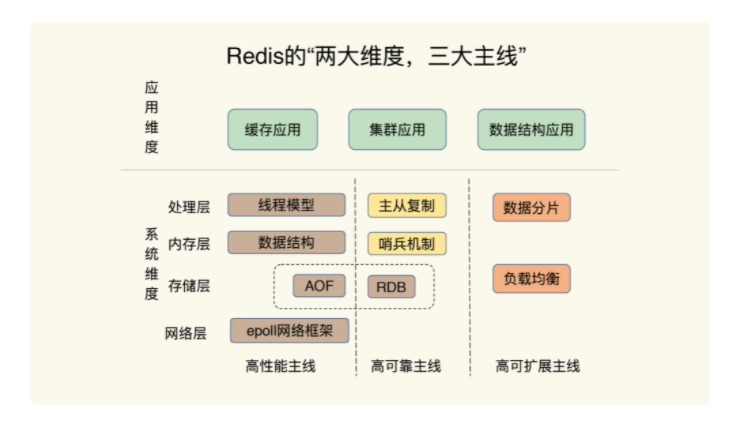 Redis的“两大维度，三大主线”
应用维度
缓存应用 集群应用 数据结构应用
系统维度
处理层 线程模型 主从复制 数据分片
内存层 数据结构 哨兵机制
存储层 AOF RDB 负载均衡
网络层 epoll网络框架
高性能主线 高可靠主线 高可扩展主线